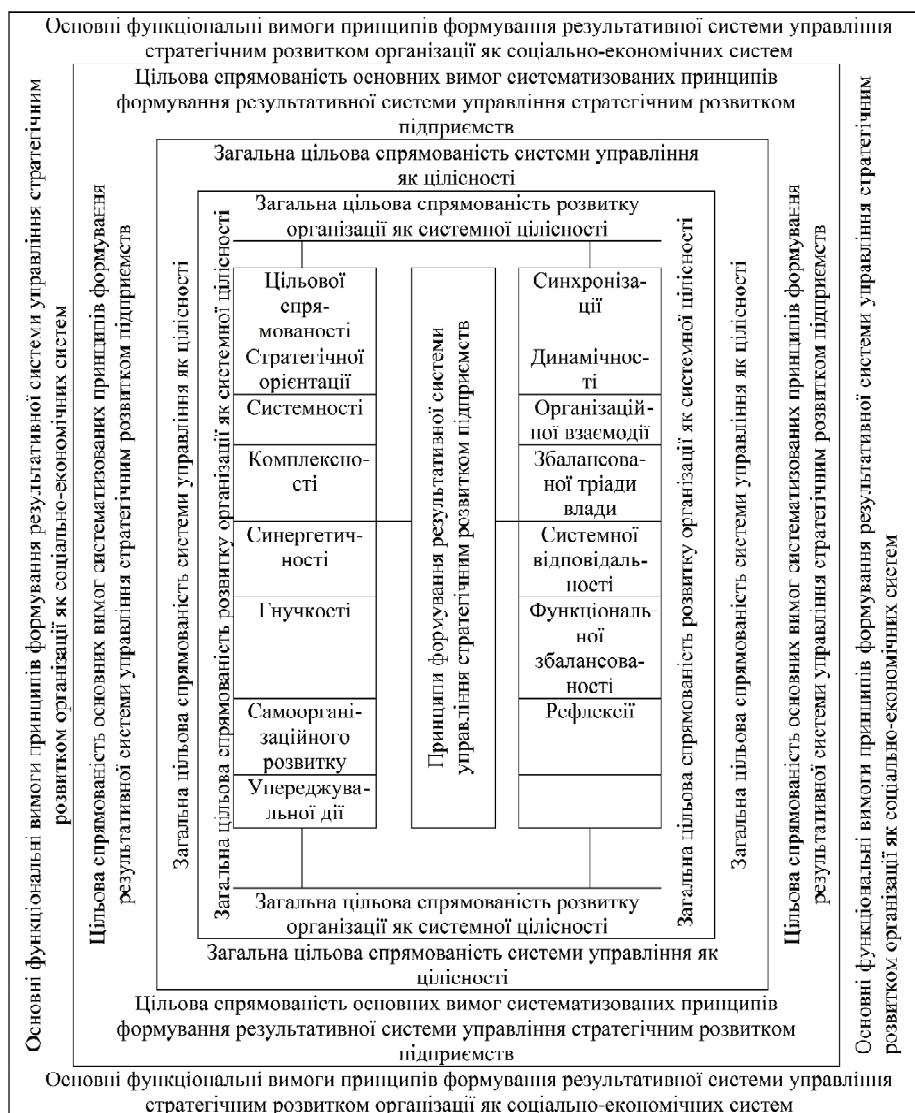 Основні функціональні вимоги принципів формування результативної системи управління
стратегічним розвитком організації як соціально-економічних систем
Цільова спрямованість основних вимог систематизованих принципів
формування результативної системи управління стратегічним розвитком
підприємств
Загальна цільова спрямованість системи управління
як цілісності
Загальна цільова спрямованість розвитку
організації як системної цілісності
Основні функціональні вимоги принципів формування результативної системи управління стратегічним
розвитком організації як соціально-економічних систем
Цільова спрямованість основних вимог систематизованих принципів формування
результативної системи управління стратегічним розвитком підприємств
Загальна цільова спрямованість системи управління як цілісності
Загальна цільова спрямованість розвитку організації як системної цілісності
Цільової
спря-
мованості
Стратегічної
орієнтації
Системності
Комплексно-
сті
Синергетич-
ності
Гнучкості
Самоорганi-
заційного
розвитку
Упереджува-
льної дії
Принципи формування результативної системи
управління стратегічним розвитком підприємств
Синхроніза-
ції
Динамічнос-
ті
Організацій-
ної взаємодії
Збалансова-
ної тріади
влади
Системної
відповідаль-
ності
Функціональ
ної
збалансова-
ності
Рефлексії
Загальна цільова спрямованість розвитку організації як системної цілісності
Загальна цільова спрямованість системи управління як цілісності
Цільова спрямованість основних вимог систематизованих принципів формування
результативної системи управління стратегічним розвитком підприємств
Основні функціональні вимоги принципів формування результативної системи управління стратегічним
розвитком організації як соціально-економічних систем
Загальна цільова спрямованість розвитку
організації як системної цілісності
Загальна цільова спрямованість системи управління як
цілісності
Цільова спрямованість основних вимог систематизованих принципів
формування результативної системи управління стратегічним розвитком
підприємств
Основні функціональні вимоги принципів формування результативної системи управління
стратегічним розвитком організації як соціально-економічних систем